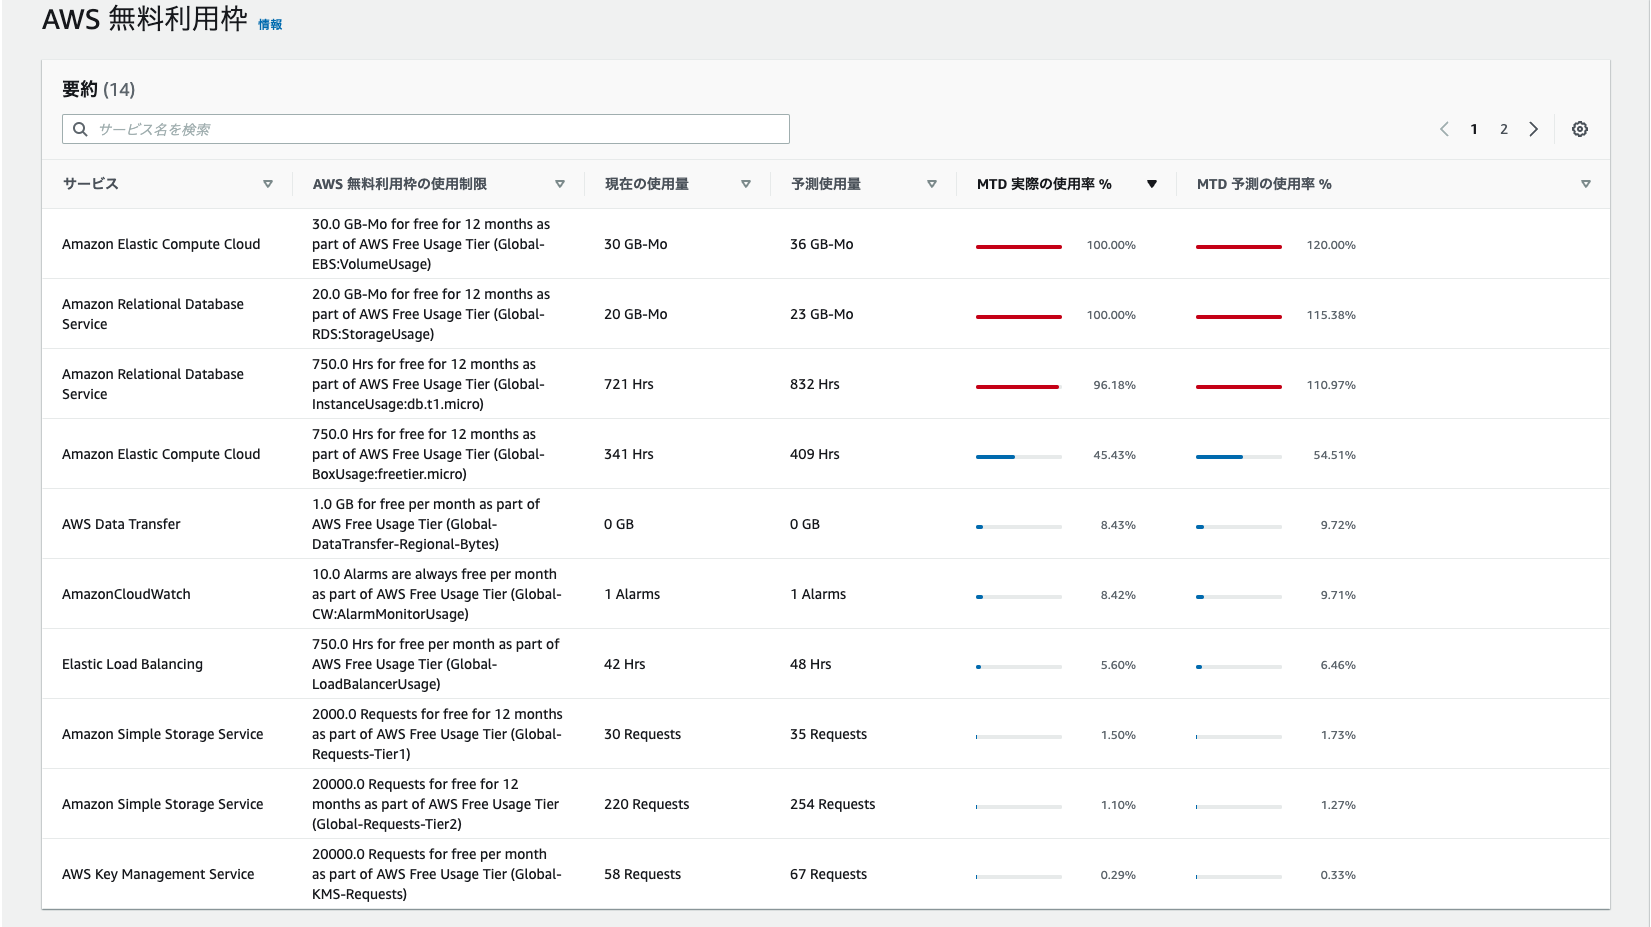 AWS 無料利用枠 情報
要約 (14)
サービス名を検索
1 2
サービス AWS 無料利用枠の使用制限 現在の使用量 予測使用量 MTD 実際の使用率 % MTD 予測の使用率 %
30.0 GB-Mo for free for 12 months as
part of AWS Free Usage Tier (Global-
EBS:VolumeUsage)
Amazon Elastic Compute Cloud 30 GB-Mo 36 GB-Mo 100.00% 120.00%
20.0 GB-Mo for free for 12 months as
part of AWS Free Usage Tier (Global-
RDS:StorageUsage)
Amazon Relational Database
Service
20 GB-Mo 23 GB-Mo 100.00% 115.38%
750.0 Hrs for free for 12 months as
part of AWS Free Usage Tier (Global-
InstanceUsage:db.t1.micro)
Amazon Relational Database
Service
721 Hrs 832 Hrs 96.18% 110.97%
750.0 Hrs for free for 12 months as
part of AWS Free Usage Tier (Global-
BoxUsage:freetier.micro)
Amazon Elastic Compute Cloud 341 Hrs 409 Hrs 45.43% 54.51%
1.0 GB for free per month as part of
AWS Free Usage Tier (Global-
DataTransfer-Regional-Bytes)
AWS Data Transfer 0 GB 0 GB 8.43% 9.72%
10.0 Alarms are always free per month
as part of AWS Free Usage Tier (Global-
CW:AlarmMonitorUsage)
AmazonCloudWatch 1 Alarms 1 Alarms 8.42% 9.71%
750.0 Hrs for free per month as part of
AWS Free Usage Tier (Global-
LoadBalancerUsage)
Elastic Load Balancing 42 Hrs 48 Hrs 5.60% 6.46%
2000.0 Requests for free for 12 months
as part of AWS Free Usage Tier (Global-
Requests-Tier1)
Amazon Simple Storage Service 30 Requests 35 Requests 1.50% 1.73%
20000.0 Requests for free for 12
months as part of AWS Free Usage Tier
(Global-Requests-Tier2)
Amazon Simple Storage Service 220 Requests 254 Requests 1.10% 1.27%
20000.0 Requests for free per month
as part of AWS Free Usage Tier (Global-
KMS-Requests)
AWS Key Management Service 58 Requests 67 Requests 0.29% 0.33%